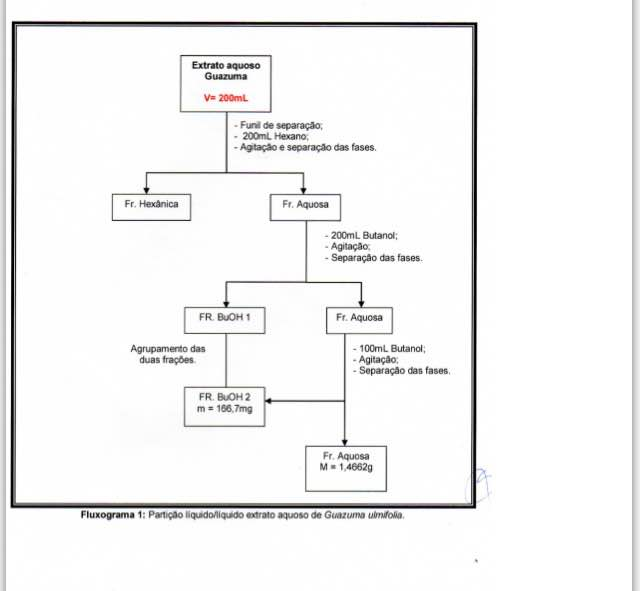 Extrato aquoso
Guazuma
V= 200mL
- Funil de separação;
- 200mL Hexano;
- Agitação e separação das fases.
Fr. Hexânica
Fr. Aquosa
- 200mL Butanol;
- Agitação;
- Separação das fases.
FR. BuOH 1
Fr. Aquosa
Agrupamento das
duas frações.
- 100mL Butanol;
- Agitação;
- Separação das fases.
FR. BuOH 2
m = 166,7mg
Fr. Aquosa
M = 1,4662g
Fluxograma 1: Partição líquido/líquido extrato aquoso de Guazuma ulmifolia.